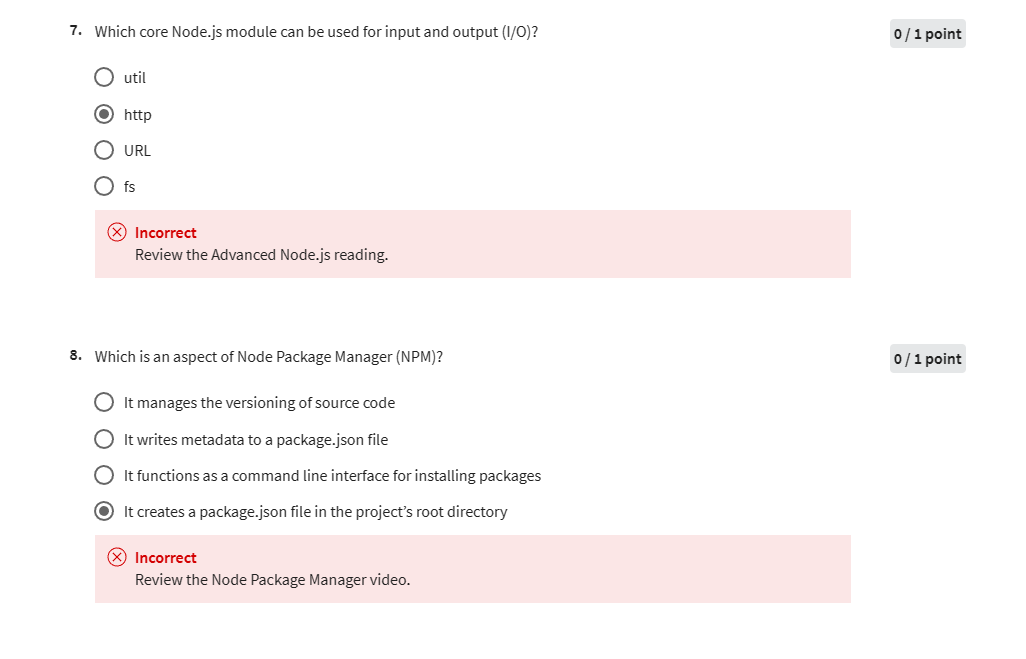 7. Which core Node.js module can be used for input and output (I/O)? 0 / 1 point
util
http
URL
fs
Incorrect
Review the Advanced Node.js reading.
8. Which is an aspect of Node Package Manager (NPM)? 0 / 1 point
It manages the versioning of source code
It writes metadata to a package.json file
It functions as a command line interface for installing packages
It creates a package.json file in the project’s root directory
Incorrect
Review the Node Package Manager video.